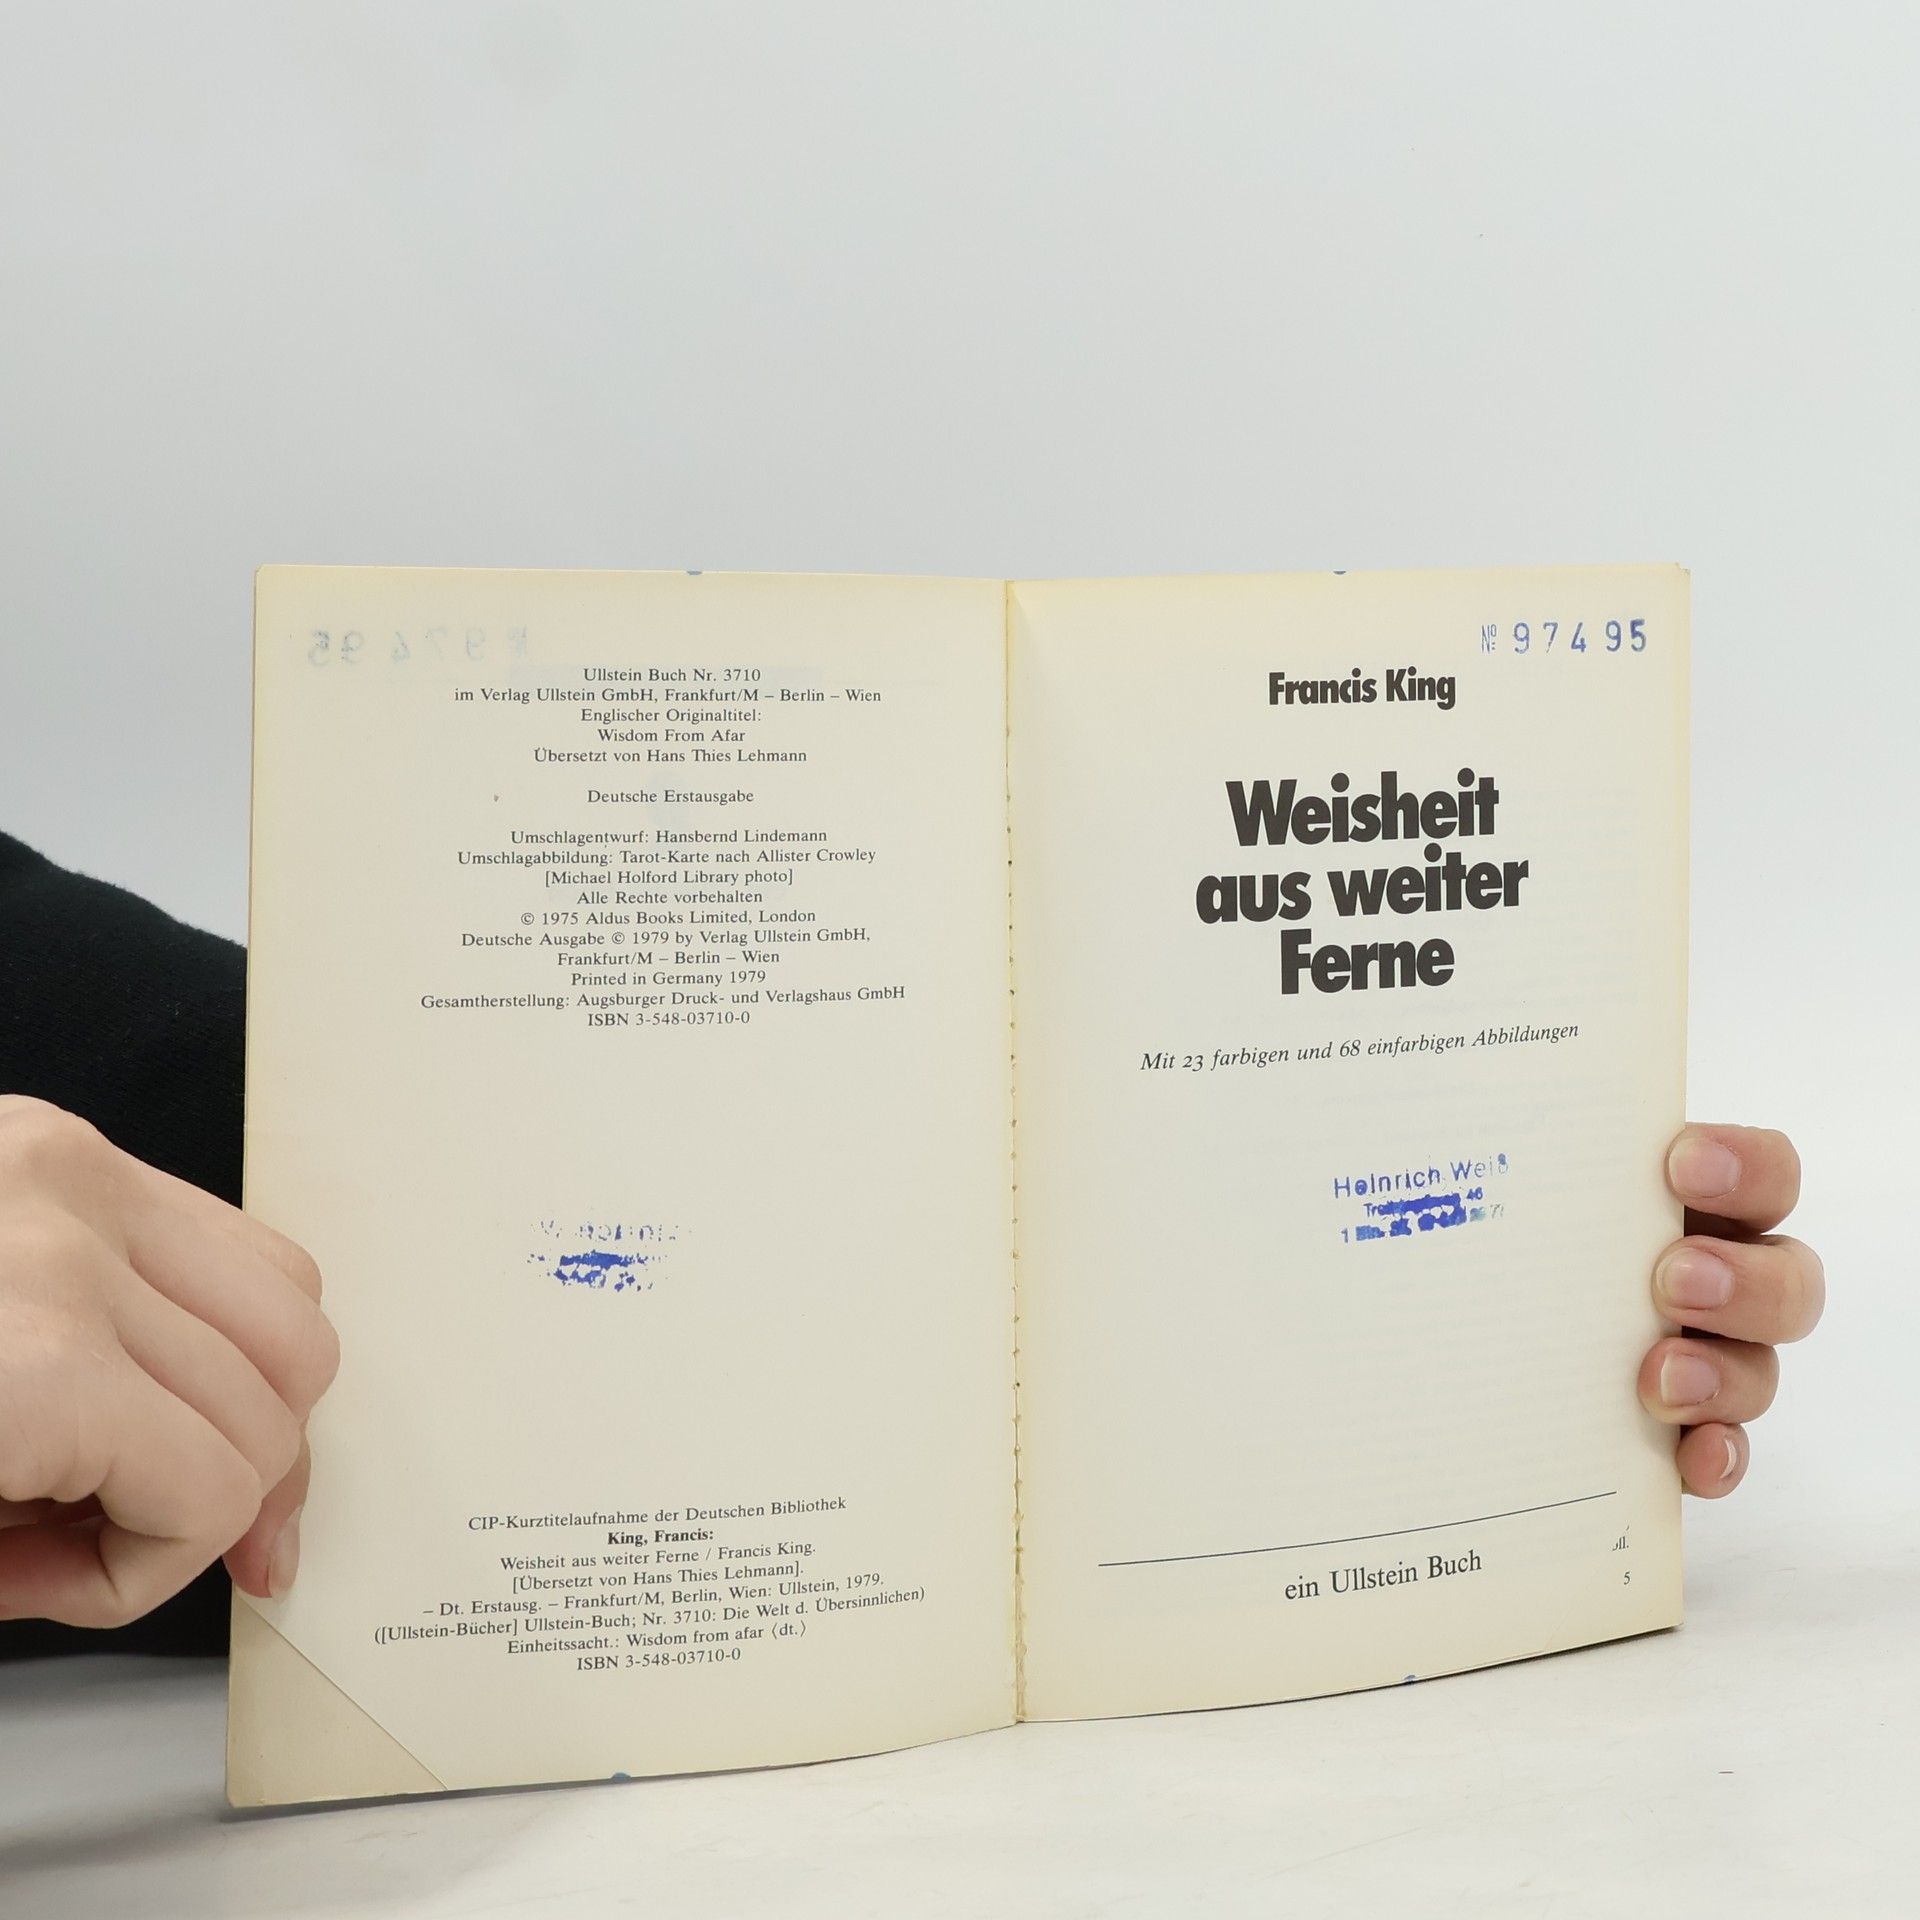 Ullstein Buch Nr. 3710
im Verlag Ullstein GmbH, Frankfurt/M – Berlin – Wien
Englischer Originaltitel:
Wisdom From Afar
Übersetzt von Hans Thies Lehmann
Deutsche Erstausgabe
Umschlagentwurf: Hansbernd Lindemann
Umschlagabbildung: Tarot-Karte nach Allister Crowley
[Michael Holford Library photo]
Alle Rechte vorbehalten
© 1975 Aldus Books Limited, London
Deutsche Ausgabe © 1979 by Verlag Ullstein GmbH,
Frankfurt/M – Berlin – Wien
Printed in Germany 1979
Gesamtherstellung: Augsburger Druck- und Verlagshaus GmbH
ISBN 3-548-03710-0
CIP-Kurztitelaufnahme der Deutschen Bibliothek
King, Francis:
Weisheit aus weiter Ferne / Francis King.
[Übersetzt von Hans Thies Lehmann].
– Dt. Erstausg. – Frankfurt/M, Berlin, Wien: Ullstein, 1979.
([Ullstein-Bücher] Ullstein-Buch; Nr. 3710: Die Welt d. Übersinnlichen)
Einheitssacht.: Wisdom from afar ⟨dt.⟩
ISBN 3-548-03710-0
№ 97495
Francis King
Weisheit
aus weiter
Ferne
Mit 23 farbigen und 68 einfarbigen Abbildungen
Heinrich Weiß
46
ein Ullstein Buch
5